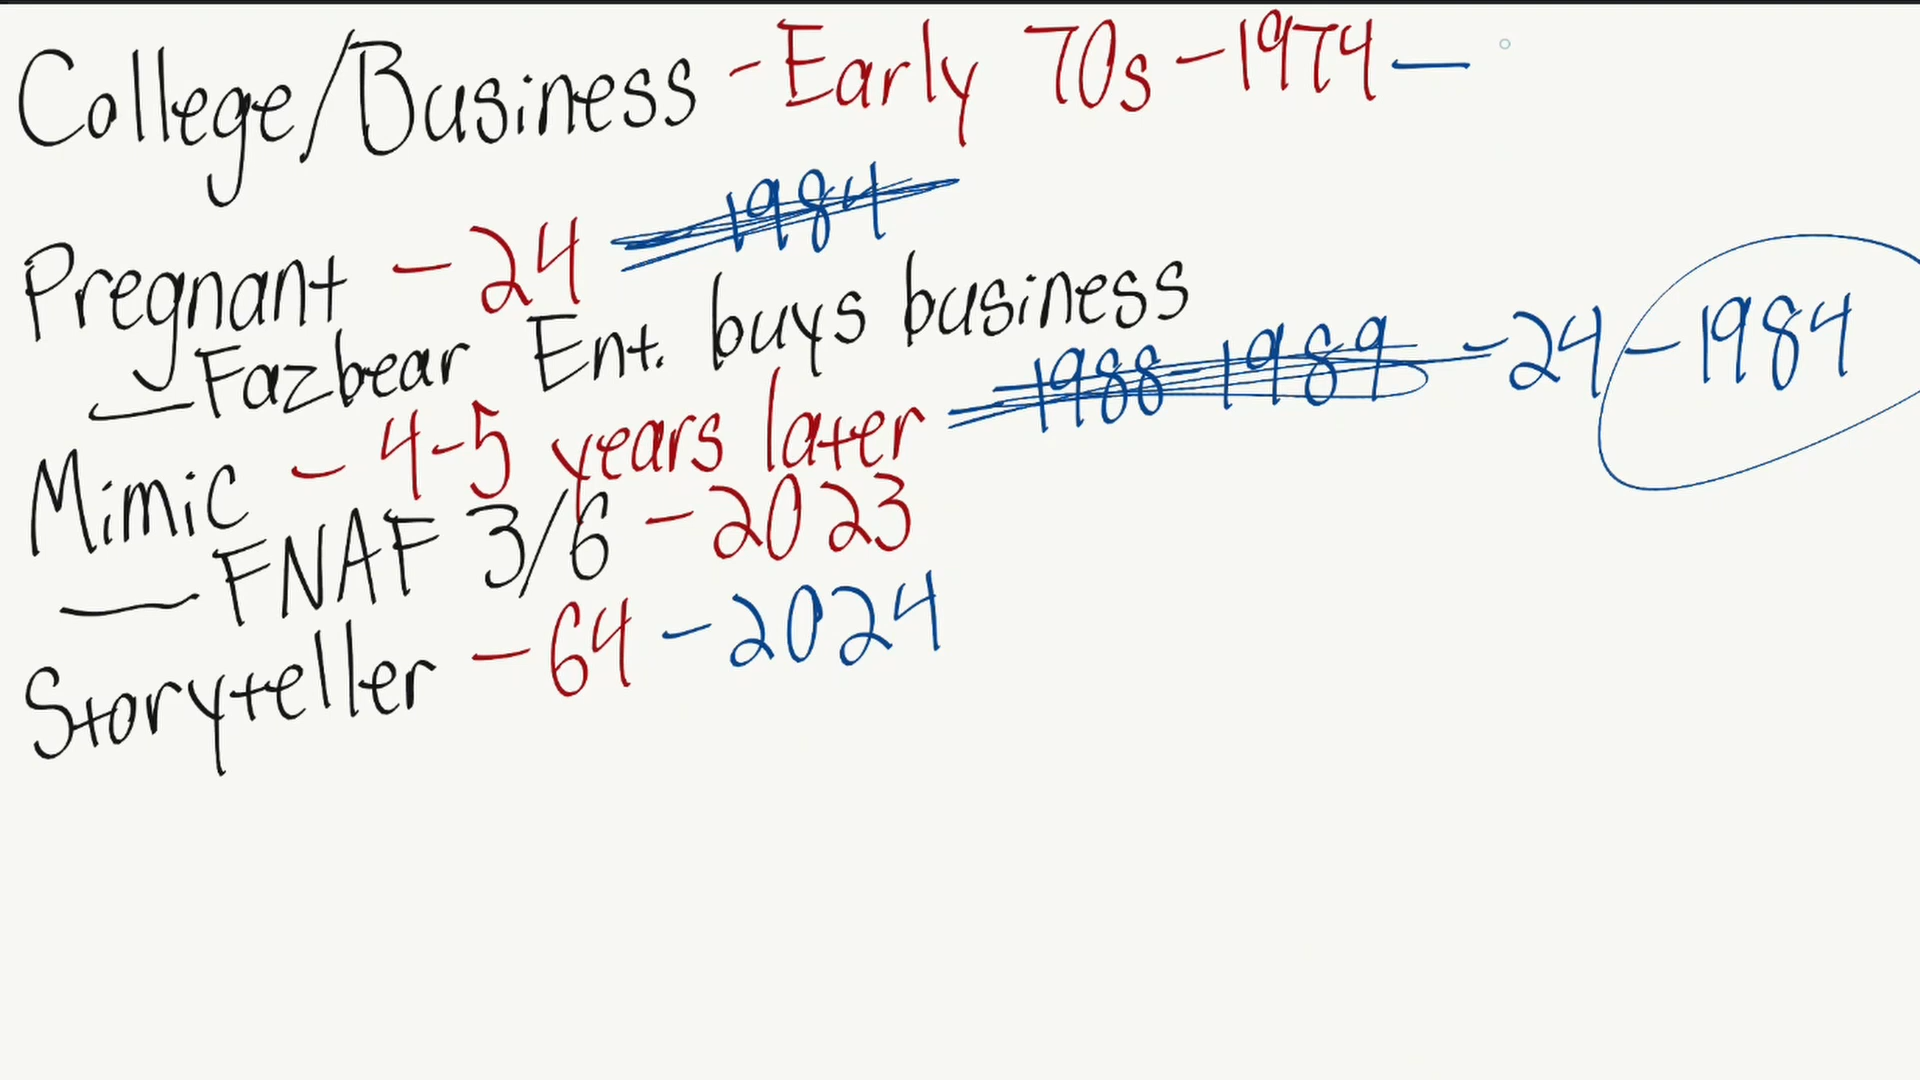 College/Business - Early 70s - 1974 —
Pregnant - 24 - 1984
— Fazbear Ent. buys business
Mimic - 4-5 years later - 1988-1989 - 24 - 1984
— FNAF 3/6 - 2023
Storyteller - 64 - 2024